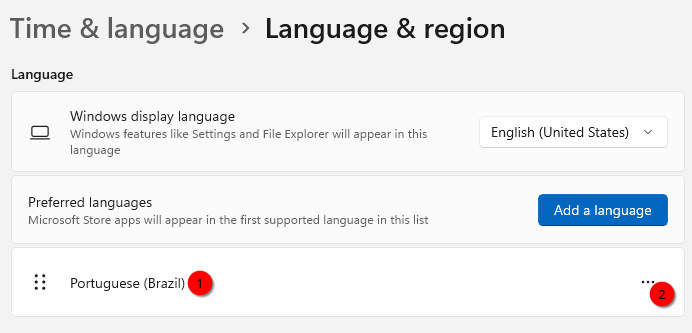 Time & language > Language & region
Language
Windows display language
Windows features like Settings and File Explorer will appear in this
language
English (United States)
Preferred languages
Microsoft Store apps will appear in the first supported language in this list
Add a language
Portuguese (Brazil) 1
... 2